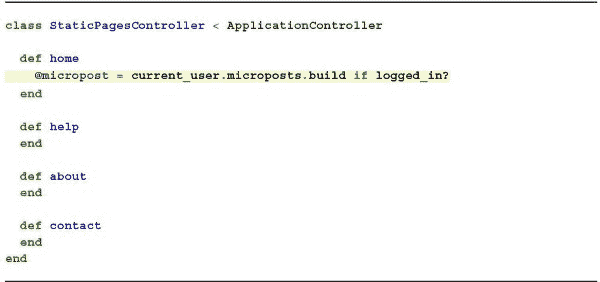 class StaticPagesController < ApplicationController
def home
@micropost = current_user.microposts.build if logged_in?
end
def help
end
def about
end
def contact
end
end